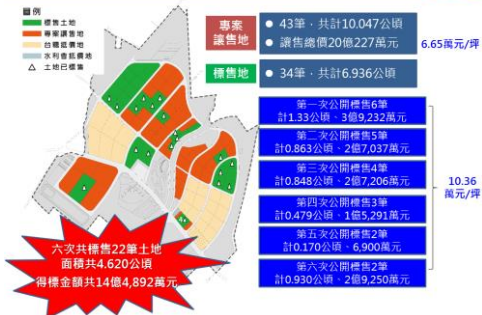 圖例
標售土地
專案讓售地
台糖抵價地
水利會抵價地
土地已標售
專案
讓售地
43筆，共計10.047公頃
讓售總價20億227萬元
6.65萬元/坪
標售地
34筆，共計6.936公頃
第一次公開標售6筆
計1.33公頃、3億9,232萬元
第二次公開標售5筆
計0.863公頃、2億7,037萬元
第三次公開標售4筆
計0.848公頃、2億7,206萬元
第四次公開標售3筆
計0.479公頃、1億5,291萬元
第五次公開標售2筆
計0.170公頃、6,900萬元
第六次公開標售2筆
計0.930公頃、2億9,250萬元
10.36
萬元/坪
六次共標售22筆土地
面積共4.620公頃
得標金額共14億4,892萬元